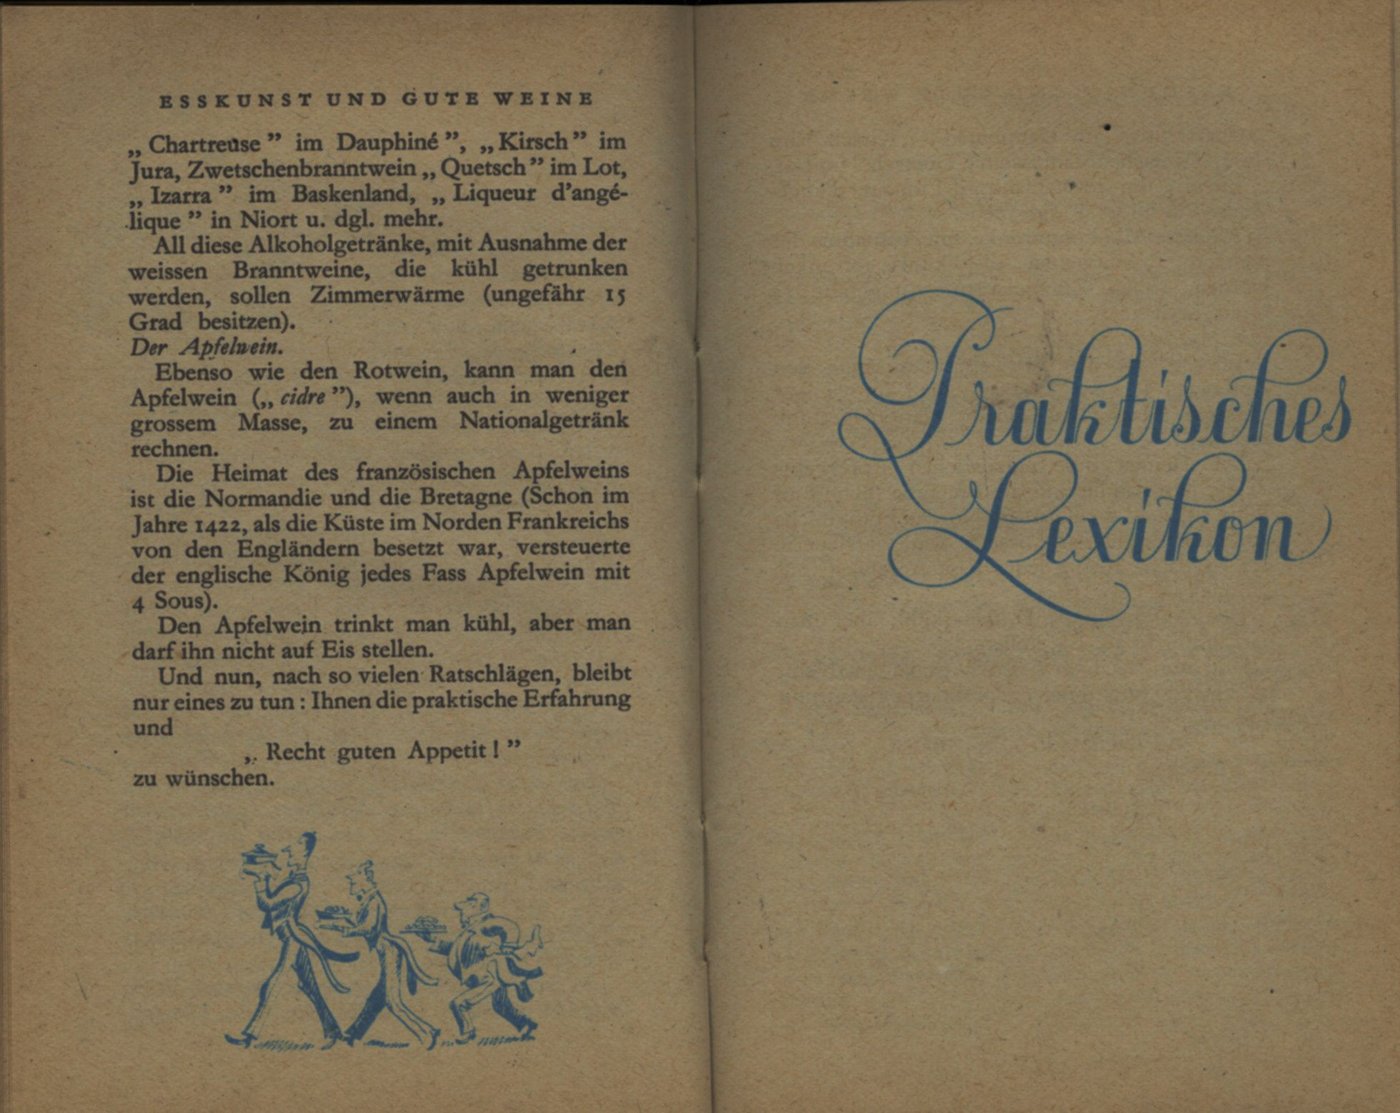 ESSKUNST UND GUTE WEINE
„ Chartreuse ” im Dauphiné ”, „ Kirsch ” im
Jura, Zwetschenbranntwein „ Quetsch ” im Lot,
„ Izarra ” im Baskenland, „ Liqueur d’angé-
lique ” in Niort u. dgl. mehr.
All diese Alkoholgetränke, mit Ausnahme der
weissen Branntweine, die kühl getrunken
werden, sollen Zimmerwärme (ungefähr 15
Grad besitzen).
Der Apfelwein.
Ebenso wie den Rotwein, kann man den
Apfelwein („ cidre ”), wenn auch in weniger
grossem Masse, zu einem Nationalgetränk
rechnen.
Die Heimat des französischen Apfelweins
ist die Normandie und die Bretagne (Schon im
Jahre 1422, als die Küste im Norden Frankreichs
von den Engländern besetzt war, versteuerte
der englische König jedes Fass Apfelwein mit
4 Sous).
Den Apfelwein trinkt man kühl, aber man
darf ihn nicht auf Eis stellen.
Und nun, nach so vielen Ratschlägen, bleibt
nur eines zu tun : Ihnen die praktische Erfahrung
und
„ Recht guten Appetit ! ”
zu wünschen.
Praktisches
Lexikon